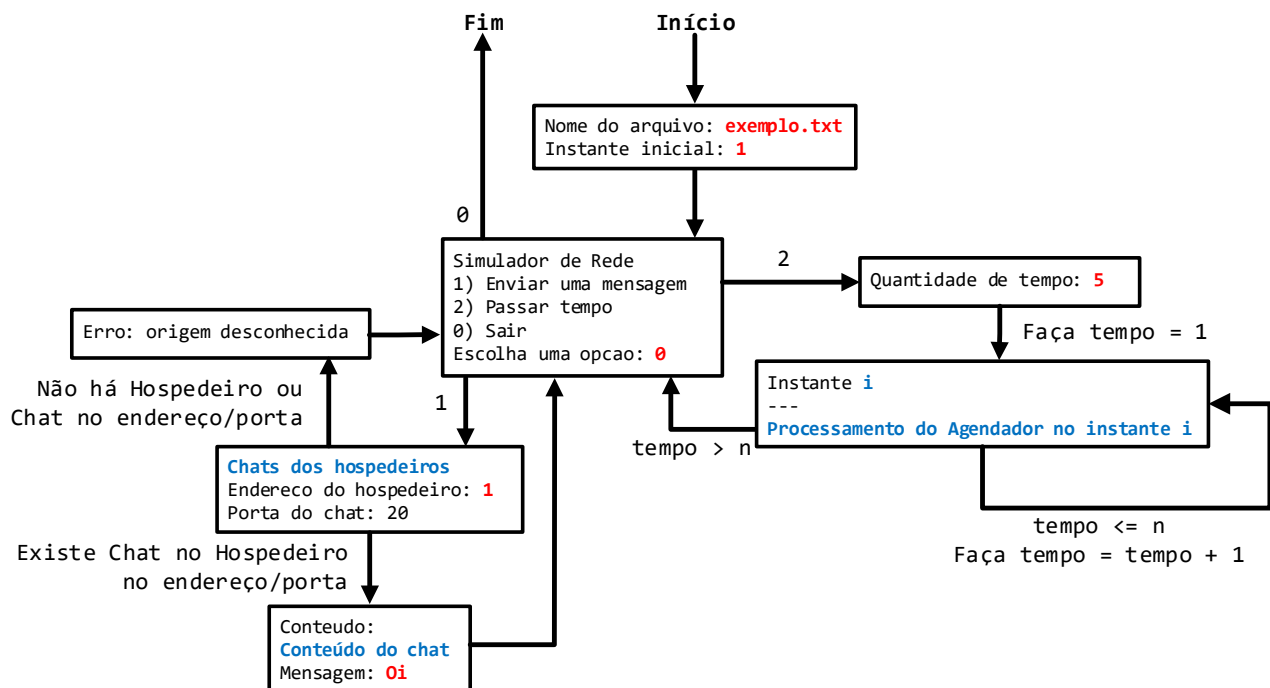 Fim
Início
Nome do arquivo: exemplo.txt
Instante inicial: 1
0
Simulador de Rede
1) Enviar uma mensagem
2) Passar tempo
0) Sair
Escolha uma opcao: 0
2
Quantidade de tempo: 5
Faça tempo = 1
Erro: origem desconhecida
Não há Hospedeiro ou
Chat no endereço/porta
1
Instante i
---
Processamento do Agendador no instante i
tempo > n
tempo <= n
Faça tempo = tempo + 1
Chats dos hospedeiros
Endereco do hospedeiro: 1
Porta do chat: 20
Existe Chat no Hospedeiro
no endereço/porta
Conteudo:
Conteúdo do chat
Mensagem: Oi